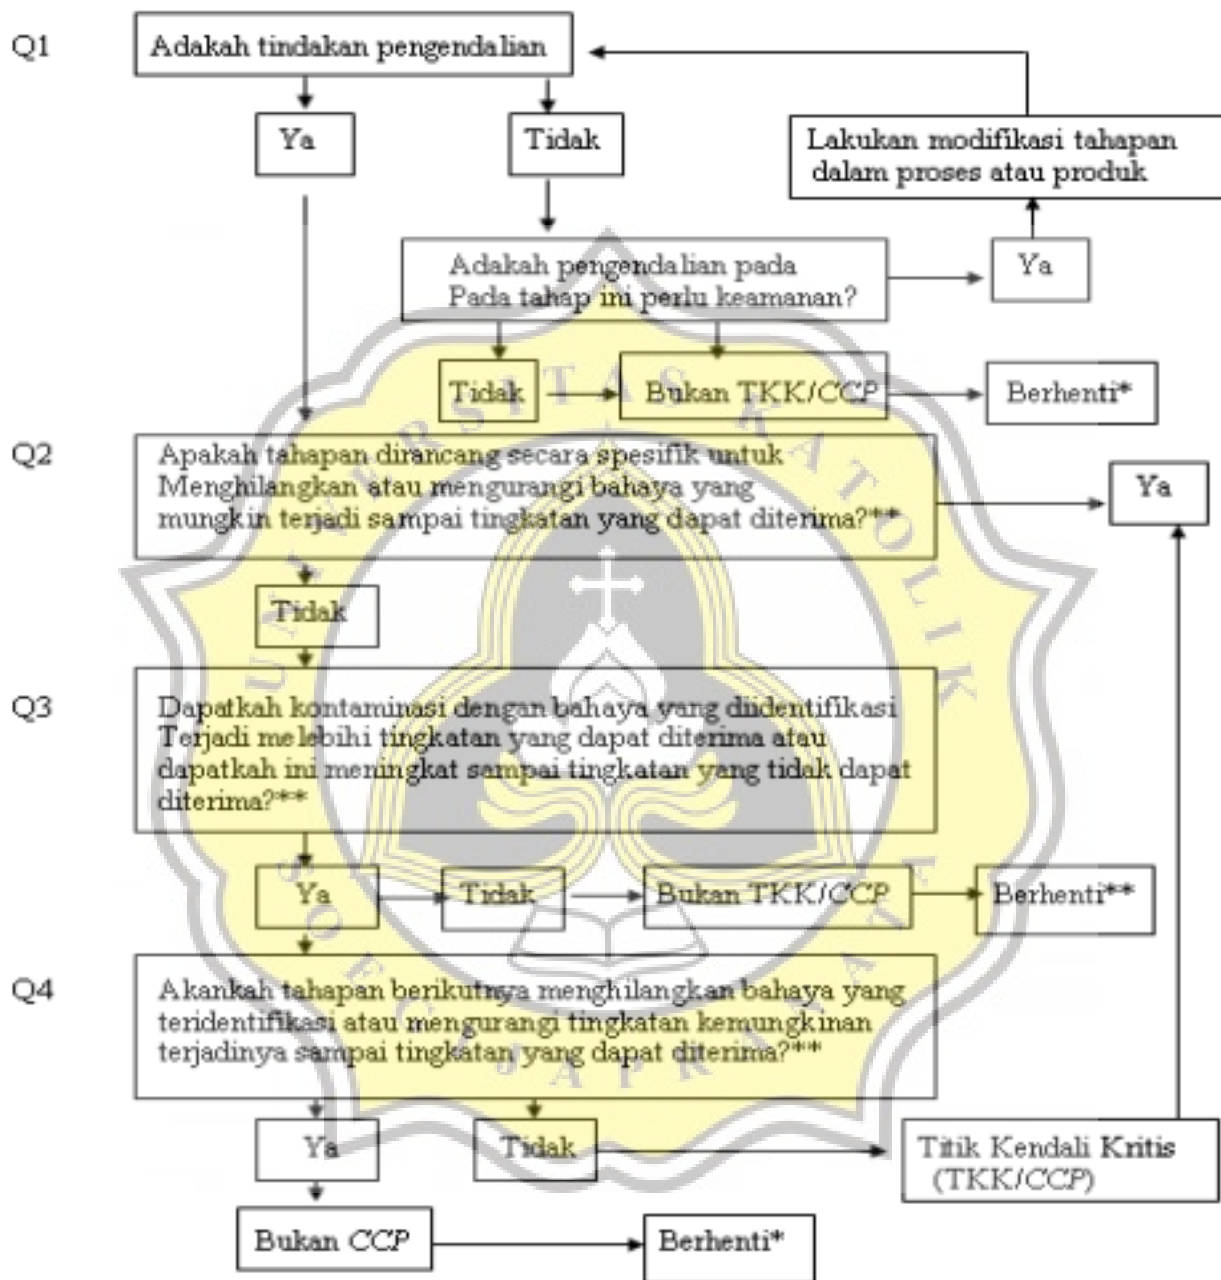 Q1
Adakah tindakan pengendalian
Ya
Tidak
Lakukan modifikasi tahapan
dalam proses atau produk
Adakah pengendalian pada
Pada tahap ini perlu keamanan?
Ya
Tidak
Bukan TKK/CCP
Berhenti*
Q2
Apakah tahapan dirancang secara spesifik untuk
Menghilangkan atau mengurangi bahaya yang
mungkin terjadi sampai tingkatan yang dapat diterima?**
Ya
Tidak
Q3
Dapatkah kontaminasi dengan bahaya yang diidentifikasi
Terjadi melebihi tingkatan yang dapat diterima atau
dapatkah ini meningkat sampai tingkatan yang tidak dapat
diterima?**
Ya
Tidak
Bukan TKK/CCP
Berhenti**
Q4
Akankah tahapan berikutnya menghilangkan bahaya yang
teridentifikasi atau mengurangi tingkatan kemungkinan
terjadinya sampai tingkatan yang dapat diterima?**
Ya
Tidak
Titik Kendali Kritis
(TKK/CCP)
Bukan CCP
Berhenti*
UNIVERSITAS KATOLIK
SOEGIJAPRANATA